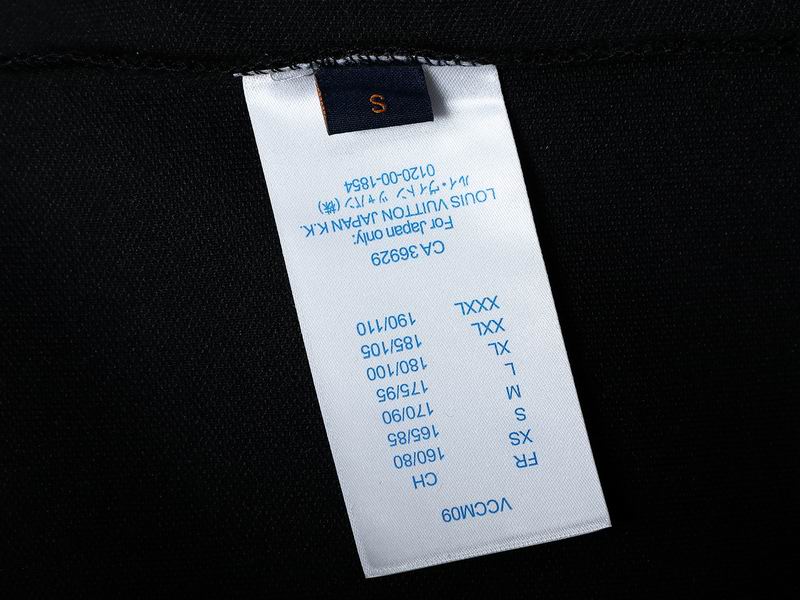 VCCM09
FR CH
XS 160/80
S 165/85
M 170/90
L 175/95
XL 180/100
XXL 185/105
XXXL 190/110
CA 36929
For Japan only:
LOUIS VUITTON JAPAN K.K.
ルイ・ヴィトン ツャパン (株)
0120-00-1854
S